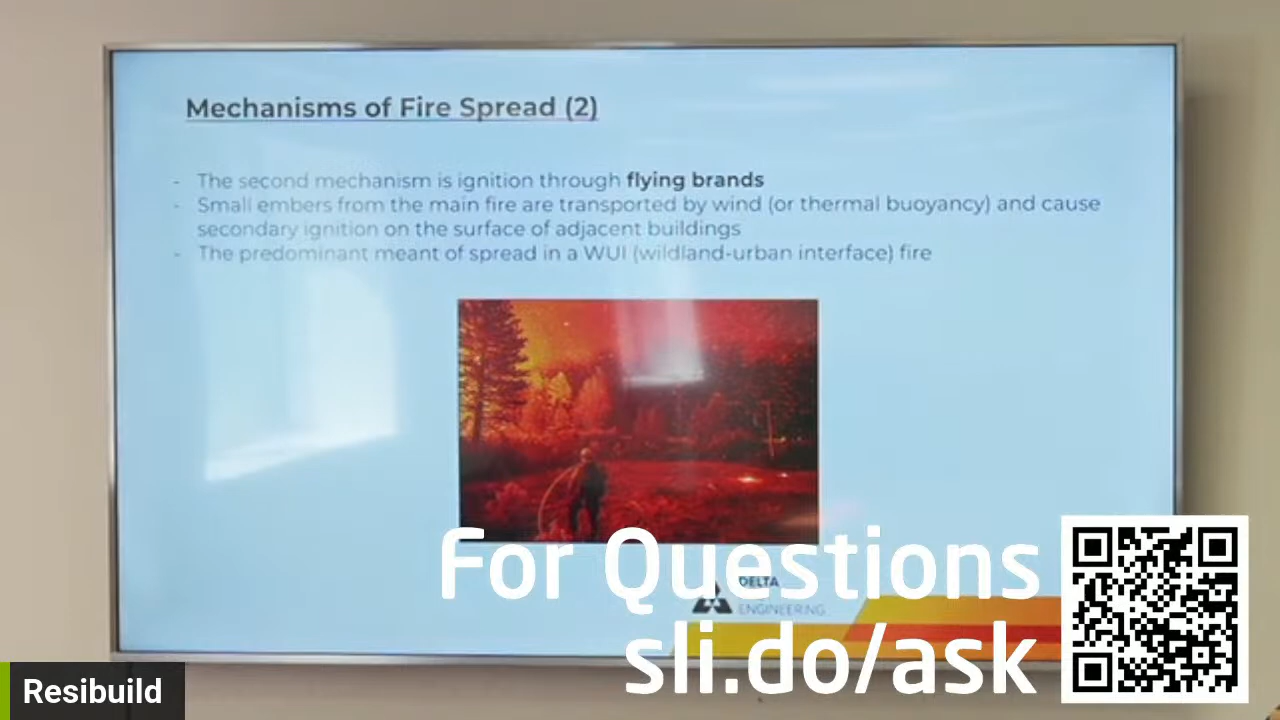 Mechanisms of Fire Spread (2)
- The second mechanism is ignition through flying brands
- Small embers from the main fire are transported by wind (or thermal buoyancy) and cause
secondary ignition on the surface of adjacent buildings
- The predominant meant of spread in a WUI (wildland-urban interface) fire
For Questions
DELTA
ENGINEERING
sli.do/ask
Resibuild